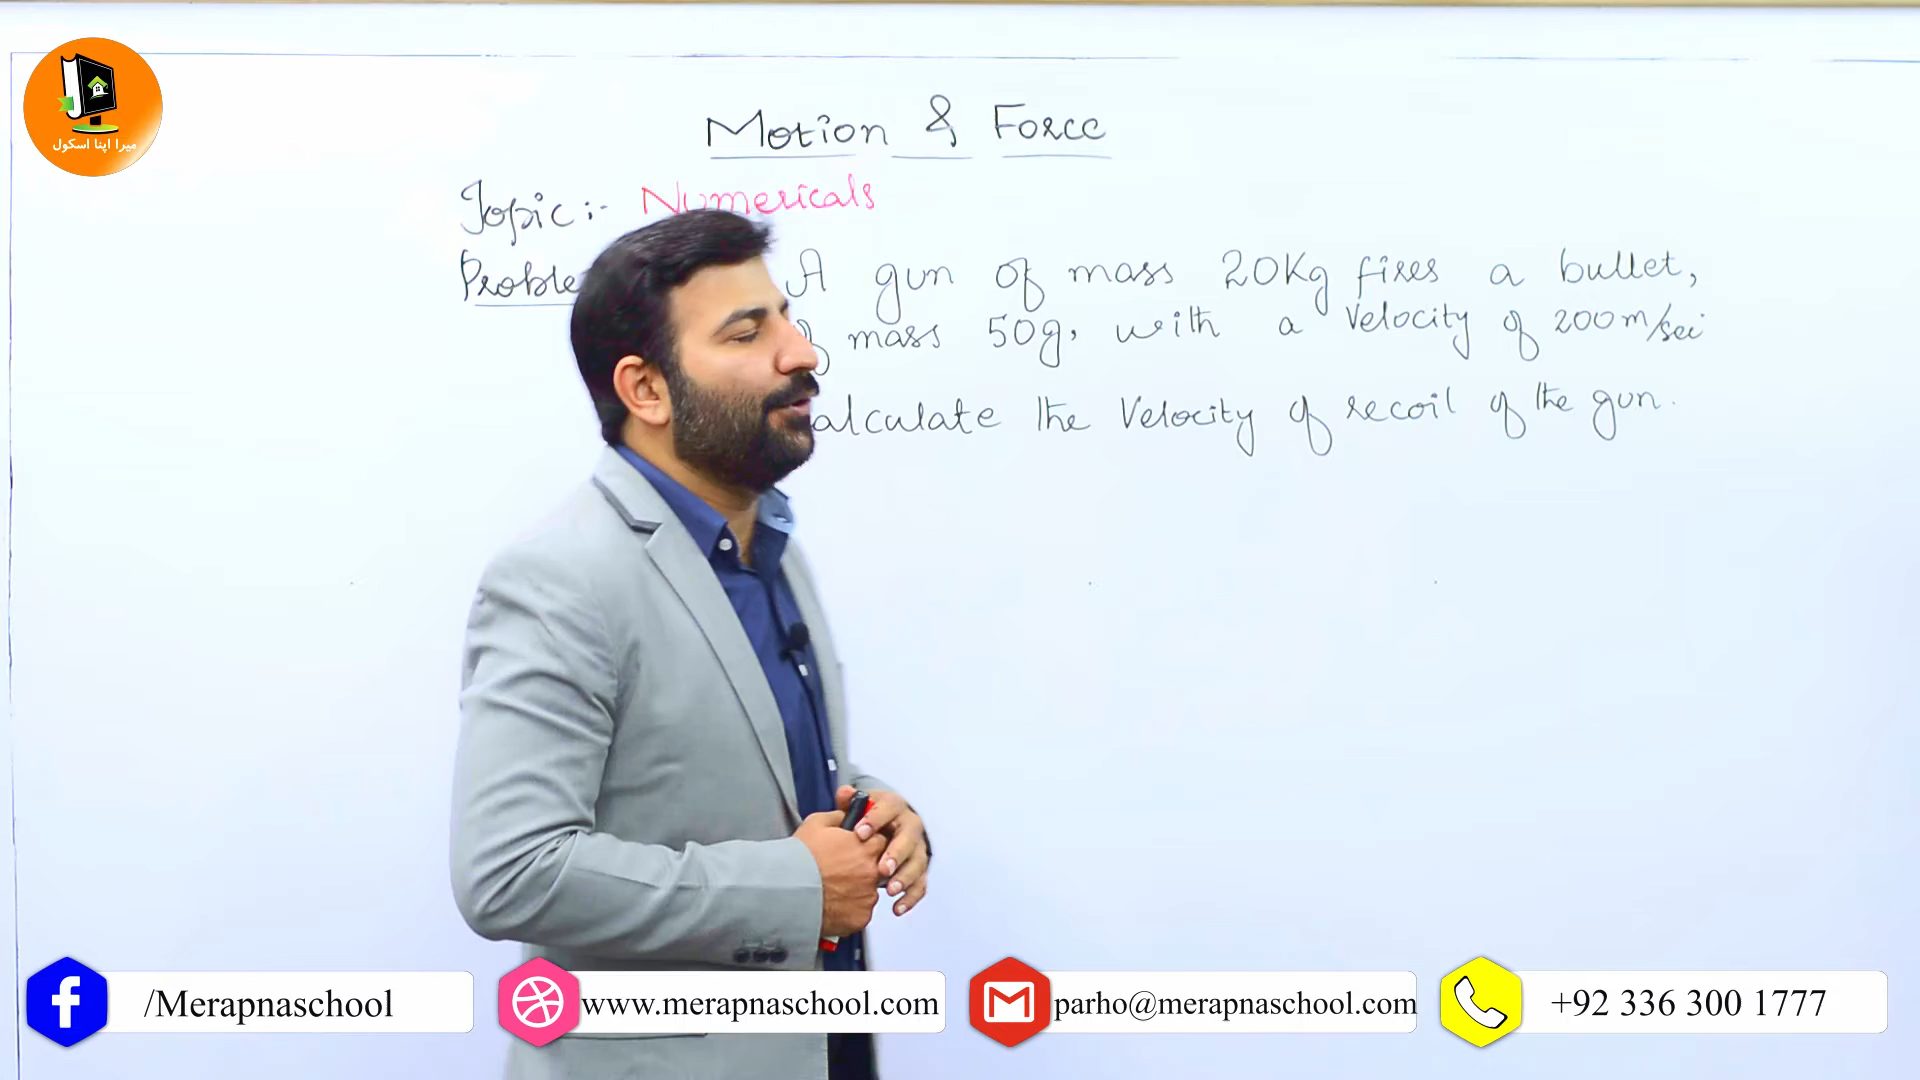 میرا اپنا اسکول
Motion & Force
Topic:- Numericals
A gun of mass 20Kg fires a bullet,
mass 50g, with a velocity of 200m/sec
the Velocity of recoil of the gun.
/Merapnaschool
www.merapnaschool.com
parho@merapnaschool.com
+92 336 300 1777